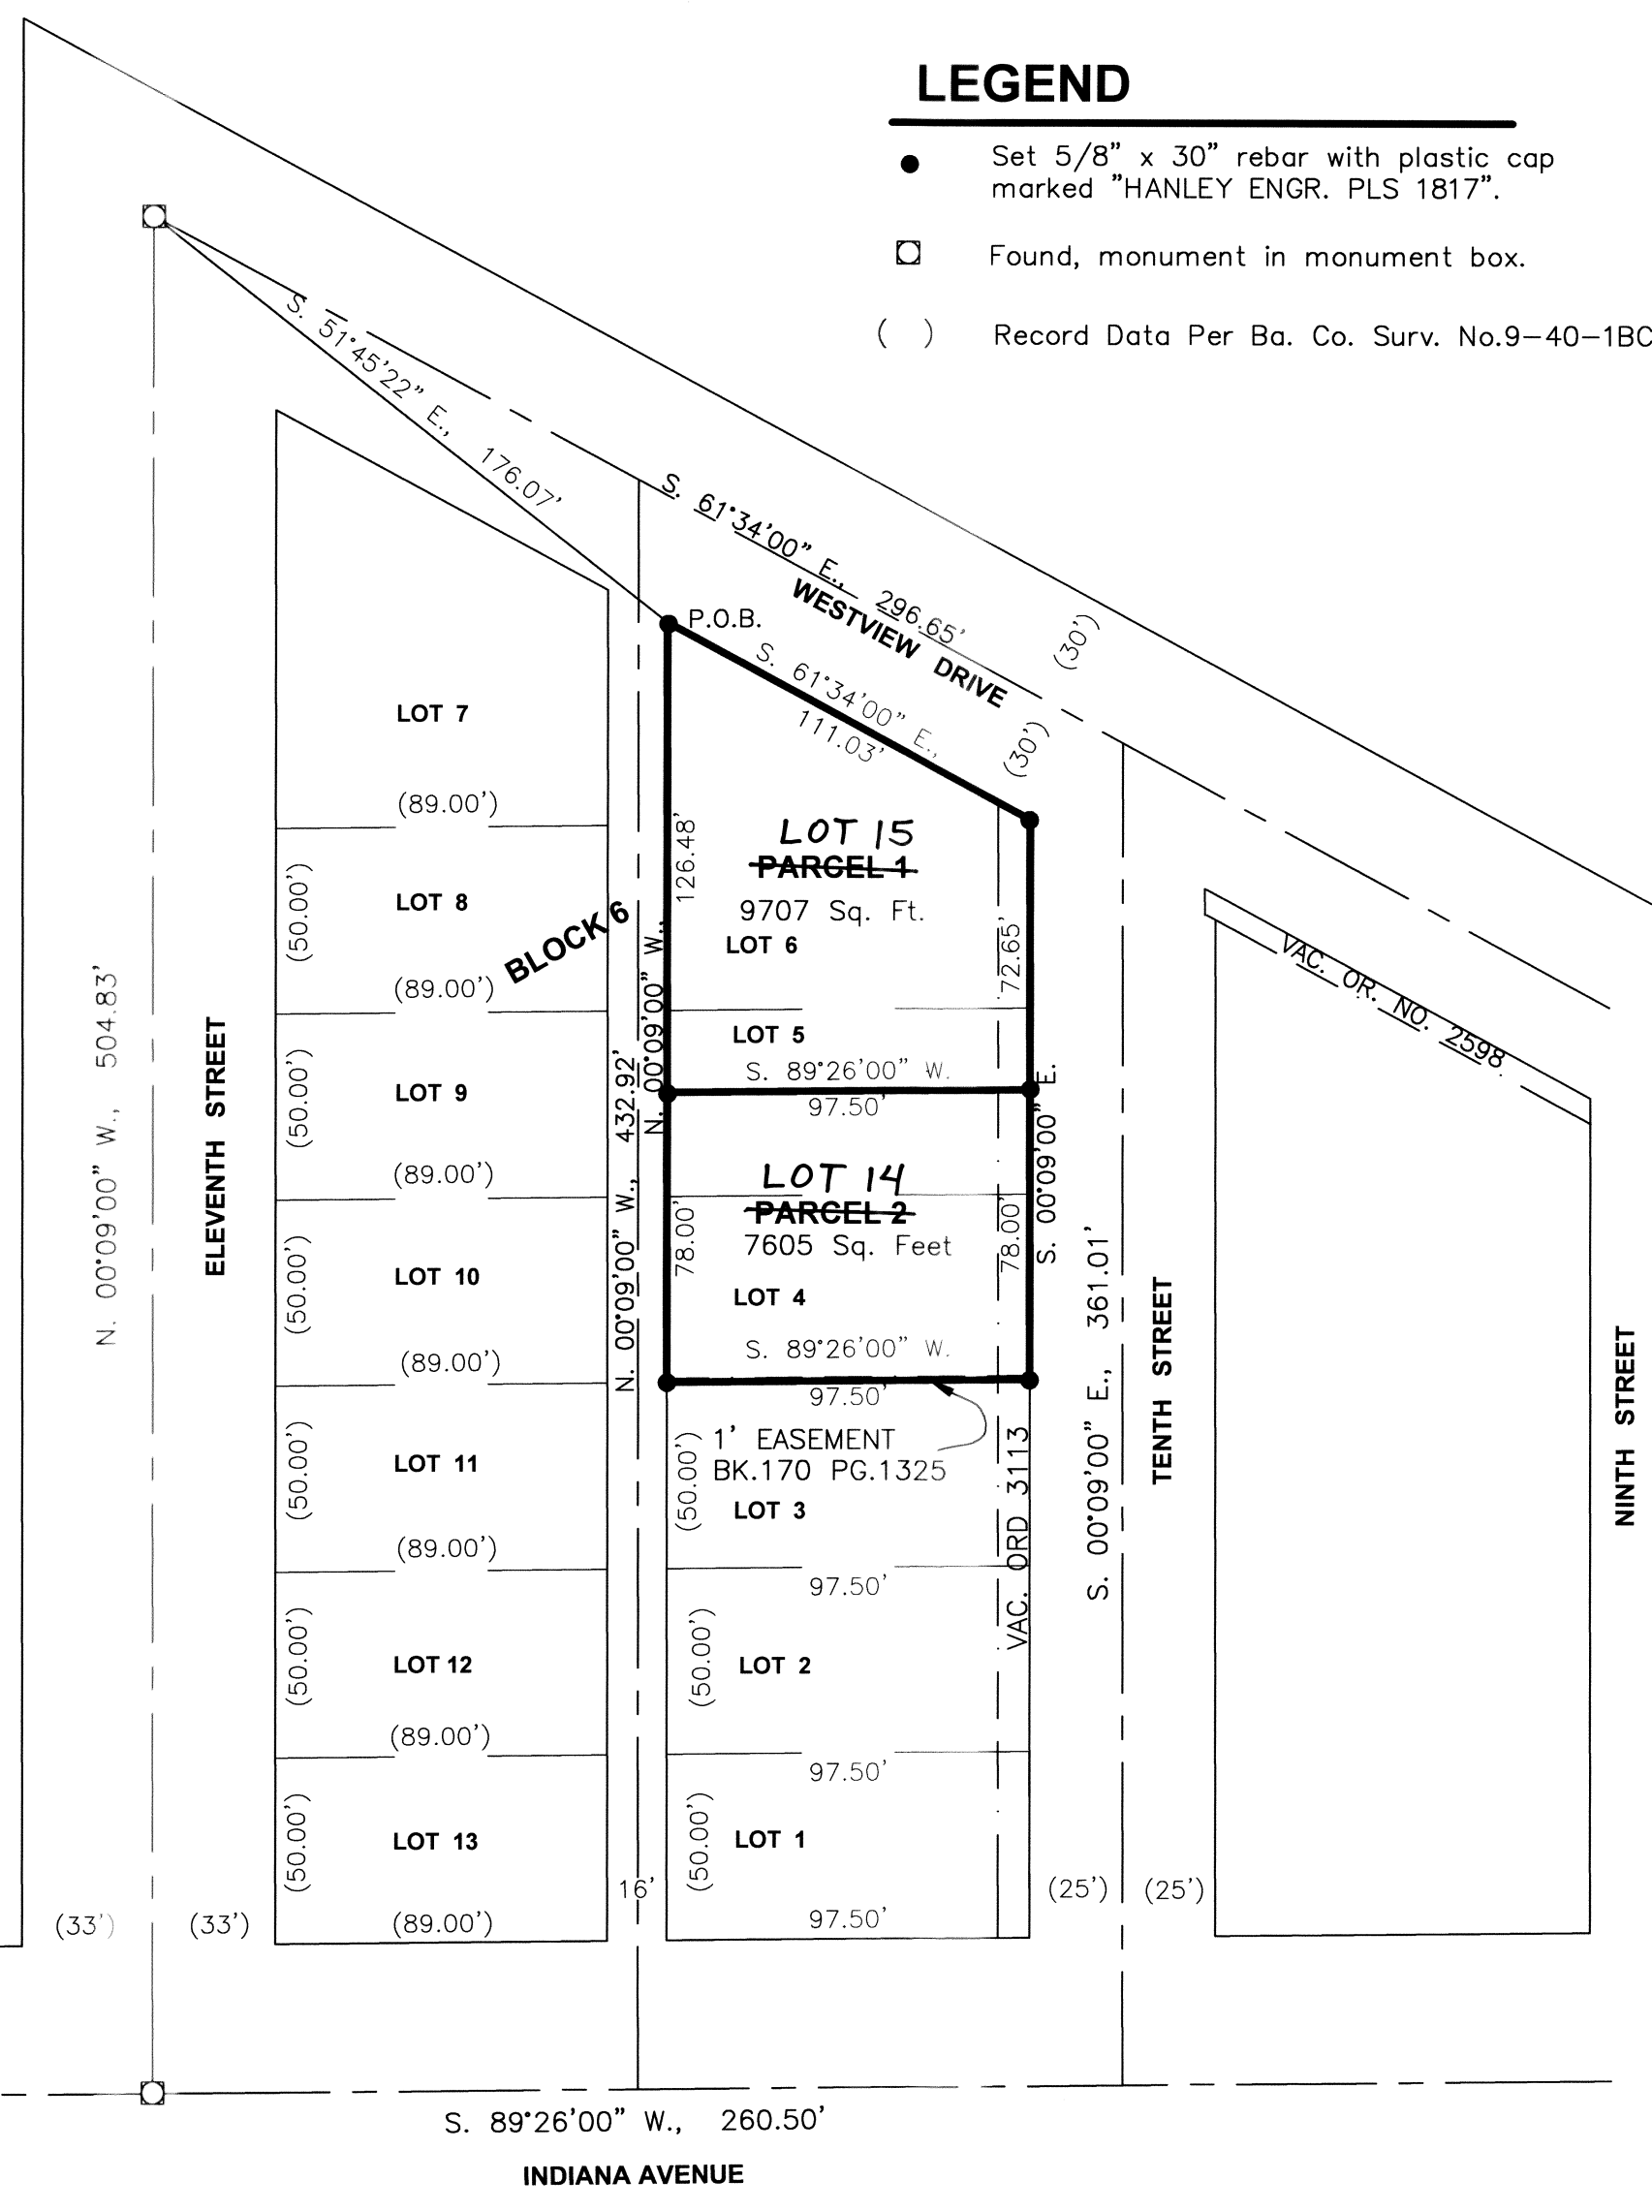 LEGEND
Set 5/8" x 30" rebar with plastic cap
marked "HANLEY ENGR. PLS 1817".
Found, monument in monument box.
( ) Record Data Per Ba. Co. Surv. No.9-40-1BC
S. 51°45'22" E., 176.07'
S. 61°34'00" E., 296.65'
WESTVIEW DRIVE
(30')
(30')
P.O.B.
S. 61°34'00" E.,
111.03'
LOT 7
(89.00')
LOT 8
(50.00')
(89.00')
BLOCK 6
LOT 9
(50.00')
(89.00')
LOT 10
(50.00')
(89.00')
LOT 11
(50.00')
(89.00')
LOT 12
(50.00')
(89.00')
LOT 13
(50.00')
(89.00')
N. 00°09'00" W., 504.83'
ELEVENTH STREET
(33')
(33')
N. 00°09'00" W., 432.92'
N. 00°09'00" W.,
16'
126.48'
LOT 15
PARCEL 1
9707 Sq. Ft.
LOT 6
72.65'
LOT 5
S. 89°26'00" W.
97.50'
LOT 14
PARCEL 2
7605 Sq. Feet
78.00'
78.00'
LOT 4
S. 89°26'00" W.
97.50'
1' EASEMENT
BK.170 PG.1325
(50.00')
LOT 3
97.50'
(50.00')
LOT 2
97.50'
(50.00')
LOT 1
97.50'
VAC. ORD 3113
S. 00°09'00" E.
S. 00°09'00" E., 361.01'
TENTH STREET
(25')
(25')
VAC. OR. NO. 2598
NINTH STREET
S. 89°26'00" W., 260.50'
INDIANA AVENUE